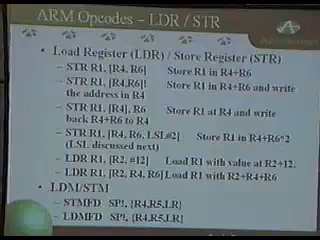 ARM Opcodes – LDR / STR
• Load Register (LDR) / Store Register (STR)
– STR R1, [R4, R6] Store R1 in R4+R6
– STR R1, [R4,R6]! Store R1 in R4+R6 and write
the address in R4
– STR R1, [R4], R6 Store R1 at R4 and write
back R4+R6 to R4
– STR R1, [R4, R6, LSL#2] Store R1 in R4+R6*2
(LSL discussed next)
– LDR R1, [R2, #12] Load R1 with value at R2+12.
– LDR R1, [R2, R4, R6] Load R1 with R2+R4+R6
• LDM/STM
– STMFD SP!, {R4,R5,LR}
– LDMFD SP!, {R4,R5,LR}